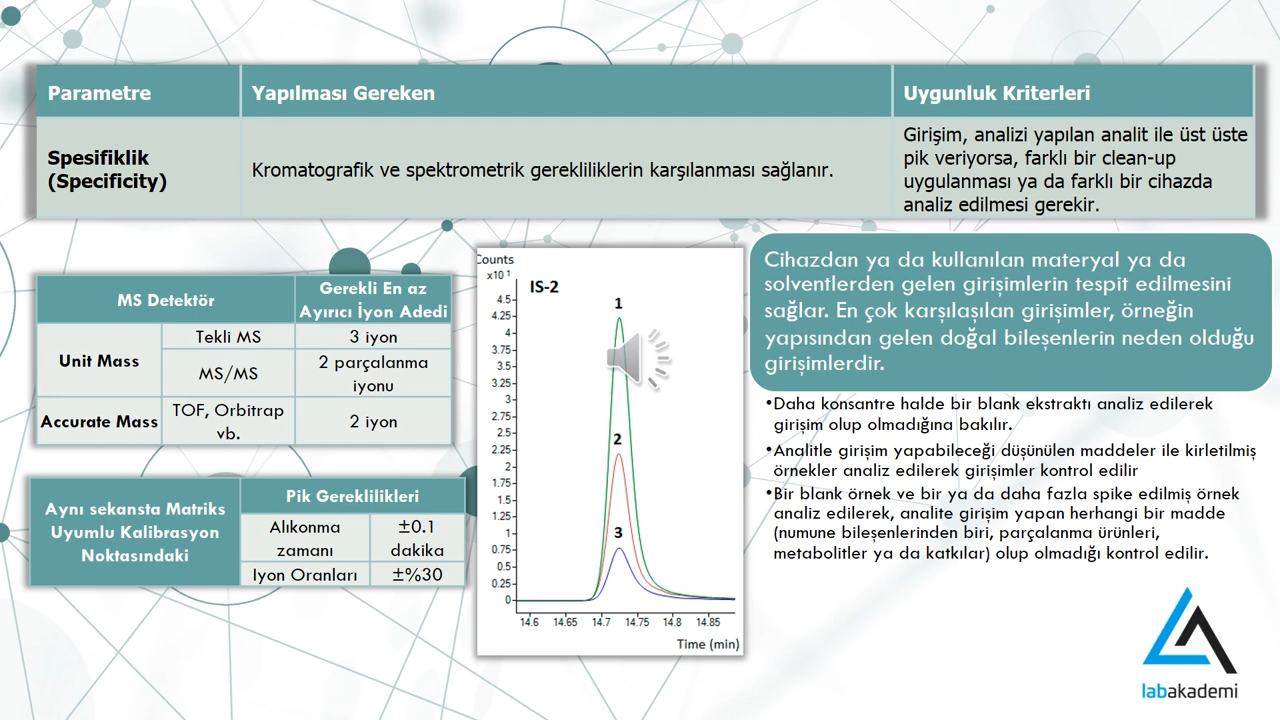 Parametre
Yapılması Gereken
Uygunluk Kriterleri
Spesifiklik
(Specificity)
Kromatografik ve spektrometrik gerekliliklerin karşılanması sağlanır.
Girişim, analizi yapılan analit ile üst üste
pik veriyorsa, farklı bir clean-up
uygulanması ya da farklı bir cihazda
analiz edilmesi gerekir.
MS Detektör
Gerekli En az
Ayırıcı İyon Adedi
Unit Mass
Tekli MS
3 iyon
MS/MS
2 parçalanma
iyonu
Accurate Mass
TOF, Orbitrap
vb.
2 iyon
Aynı sekansta Matriks
Uyumlu Kalibrasyon
Noktasındaki
Pik Gereklilikleri
Alıkonma
zamanı
±0.1
dakika
Iyon Oranları
±%30
Counts
x10 1
IS-2
1
2
3
4.5
4.25
4
3.75
3.5
3.25
3
2.75
2.5
2.25
2
1.75
1.5
1.25
1
0.75
0.5
0.25
0
14.6 14.65 14.7 14.75 14.8 14.85
Time (min)
Cihazdan ya da kullanılan materyal ya da
solventlerden gelen girişimlerin tespit edilmesini
sağlar. En çok karşılaşılan girişimler, örneğin
yapısından gelen doğal bileşenlerin neden olduğu
girişimlerdir.
•Daha konsantre halde bir blank ekstraktı analiz edilerek
girişim olup olmadığına bakılır.
•Analitle girişim yapabileceği düşünülen maddeler ile kirletilmiş
örnekler analiz edilerek girişimler kontrol edilir
•Bir blank örnek ve bir ya da daha fazla spike edilmiş örnek
analiz edilerek, analite girişim yapan herhangi bir madde
(numune bileşenlerinden biri, parçalanma ürünleri,
metabolitler ya da katkılar) olup olmadığı kontrol edilir.
labakademi